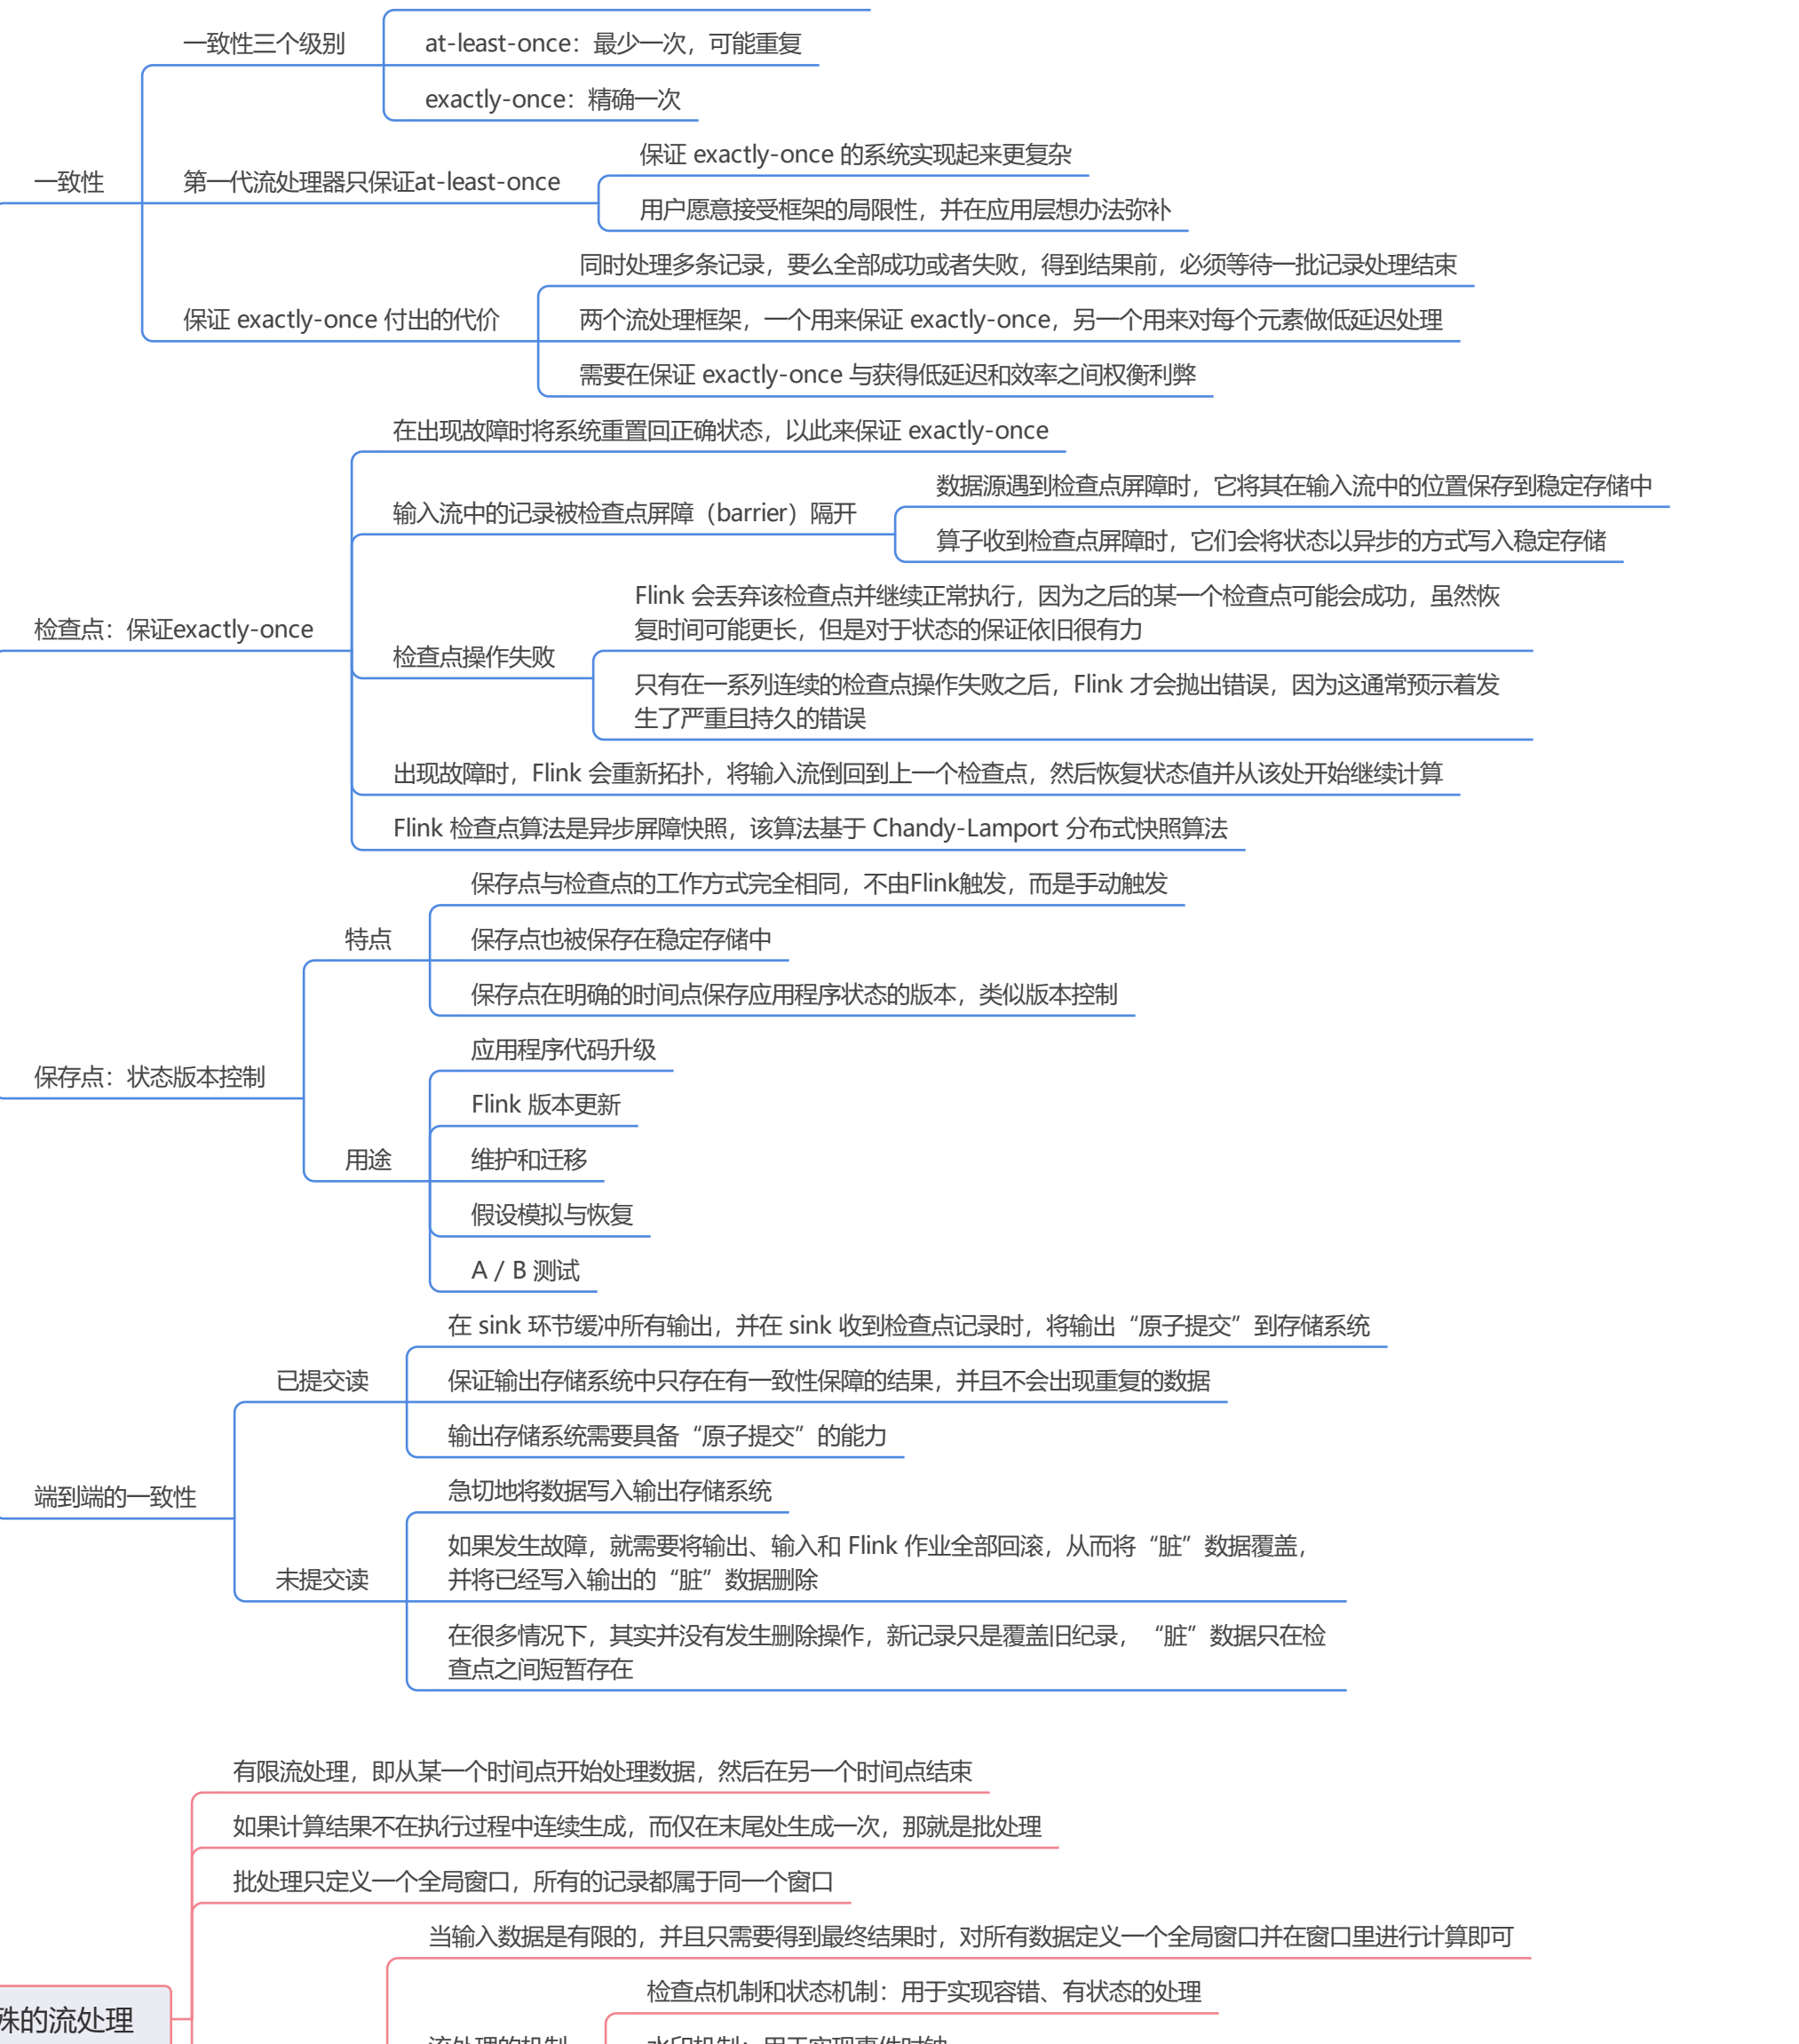 一致性三个级别
at-least-once：最少一次，可能重复
exactly-once：精确一次
一致性
第一代流处理器只保证at-least-once
保证 exactly-once 的系统实现起来更复杂
用户愿意接受框架的局限性，并在应用层想办法弥补
保证 exactly-once 付出的代价
同时处理多条记录，要么全部成功或者失败，得到结果前，必须等待一批记录处理结束
两个流处理框架，一个用来保证 exactly-once，另一个用来对每个元素做低延迟处理
需要在保证 exactly-once 与获得低延迟和效率之间权衡利弊
检查点：保证exactly-once
在出现故障时将系统重置回正确状态，以此来保证 exactly-once
输入流中的记录被检查点屏障（barrier）隔开
数据源遇到检查点屏障时，它将其在输入流中的位置保存到稳定存储中
算子收到检查点屏障时，它们会将状态以异步的方式写入稳定存储
检查点操作失败
Flink 会丢弃该检查点并继续正常执行，因为之后的某一个检查点可能会成功，虽然恢
复时间可能更长，但是对于状态的保证依旧很有力
只有在一系列连续的检查点操作失败之后，Flink 才会抛出错误，因为这通常预示着发
生了严重且持久的错误
出现故障时，Flink 会重新拓扑，将输入流倒回到上一个检查点，然后恢复状态值并从该处开始继续计算
Flink 检查点算法是异步屏障快照，该算法基于 Chandy-Lamport 分布式快照算法
保存点：状态版本控制
特点
保存点与检查点的工作方式完全相同，不由Flink触发，而是手动触发
保存点也被保存在稳定存储中
保存点在明确的时间点保存应用程序状态的版本，类似版本控制
用途
应用程序代码升级
Flink 版本更新
维护和迁移
假设模拟与恢复
A / B 测试
端到端的一致性
已提交读
在 sink 环节缓冲所有输出，并在 sink 收到检查点记录时，将输出“原子提交”到存储系统
保证输出存储系统中只存在有一致性保障的结果，并且不会出现重复的数据
输出存储系统需要具备“原子提交”的能力
未提交读
急切地将数据写入输出存储系统
如果发生故障，就需要将输出、输入和 Flink 作业全部回滚，从而将“脏”数据覆盖，
并将已经写入输出的“脏”数据删除
在很多情况下，其实并没有发生删除操作，新记录只是覆盖旧纪录，“脏”数据只在检
查点之间短暂存在
殊的流处理
有限流处理，即从某一个时间点开始处理数据，然后在另一个时间点结束
如果计算结果不在执行过程中连续生成，而仅在末尾处生成一次，那就是批处理
批处理只定义一个全局窗口，所有的记录都属于同一个窗口
当输入数据是有限的，并且只需要得到最终结果时，对所有数据定义一个全局窗口并在窗口里进行计算即可
流处理的机制
检查点机制和状态机制：用于实现容错、有状态的处理
水印机制：用于实现事件时钟